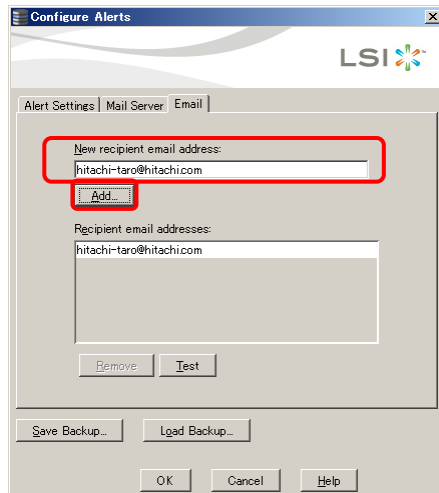 Configure Alerts
LSI
Alert Settings Mail Server Email
New recipient email address:
hitachi-taro@hitachi.com
Add...
Recipient email addresses:
hitachi-taro@hitachi.com
Remove Test
Save Backup... Load Backup...
OK Cancel Help